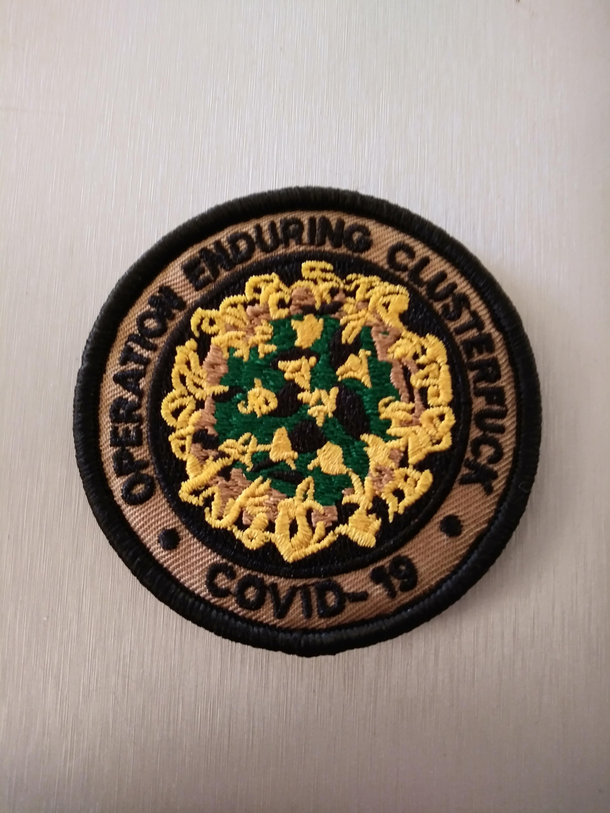 OPERATION ENDURING CLUSTERFUCK
COVID-19